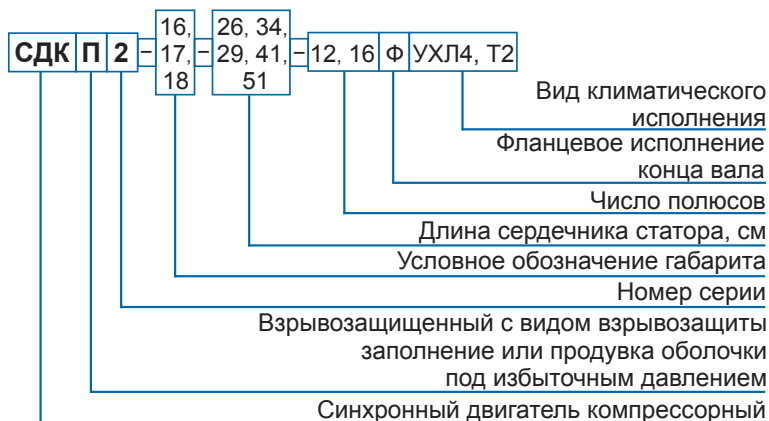 16, 26, 34,
СДК П 2 – 17, – 29, 41, – 12, 16 Ф УХЛ4, Т2
18 51
Вид климатического
исполнения
Фланцевое исполнение
конца вала
Число полюсов
Длина сердечника статора, см
Условное обозначение габарита
Номер серии
Взрывозащищенный с видом взрывозащиты
заполнение или продувка оболочки
под избыточным давлением
Синхронный двигатель компрессорный